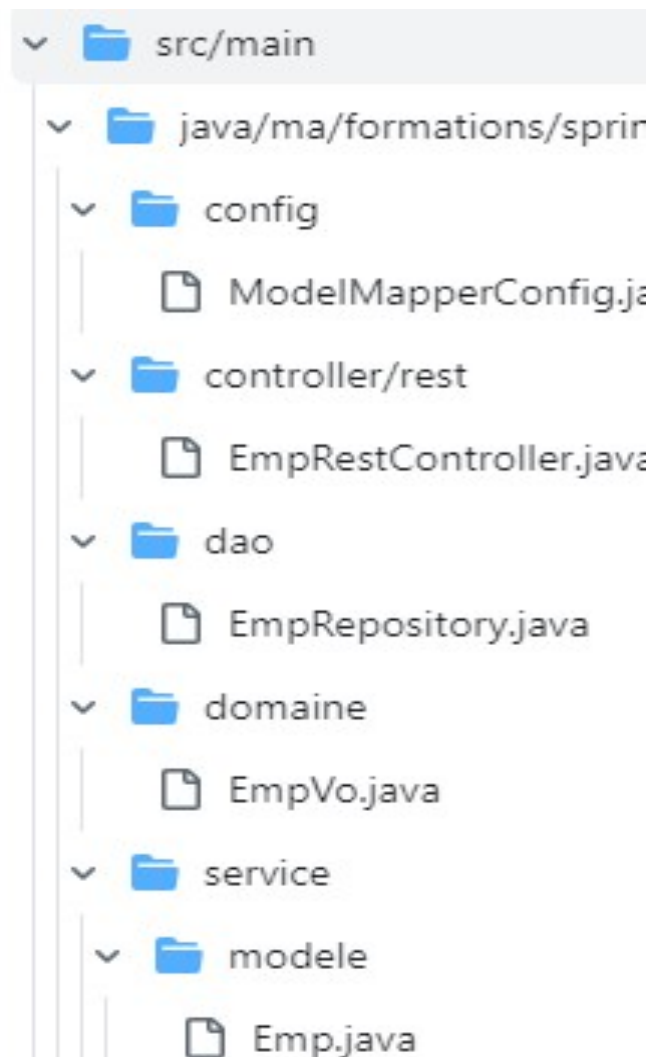 src/main
java/ma/formations/sprin
config
ModelMapperConfig.ja
controller/rest
EmpRestController.java
dao
EmpRepository.java
domaine
EmpVo.java
service
modele
Emp.java